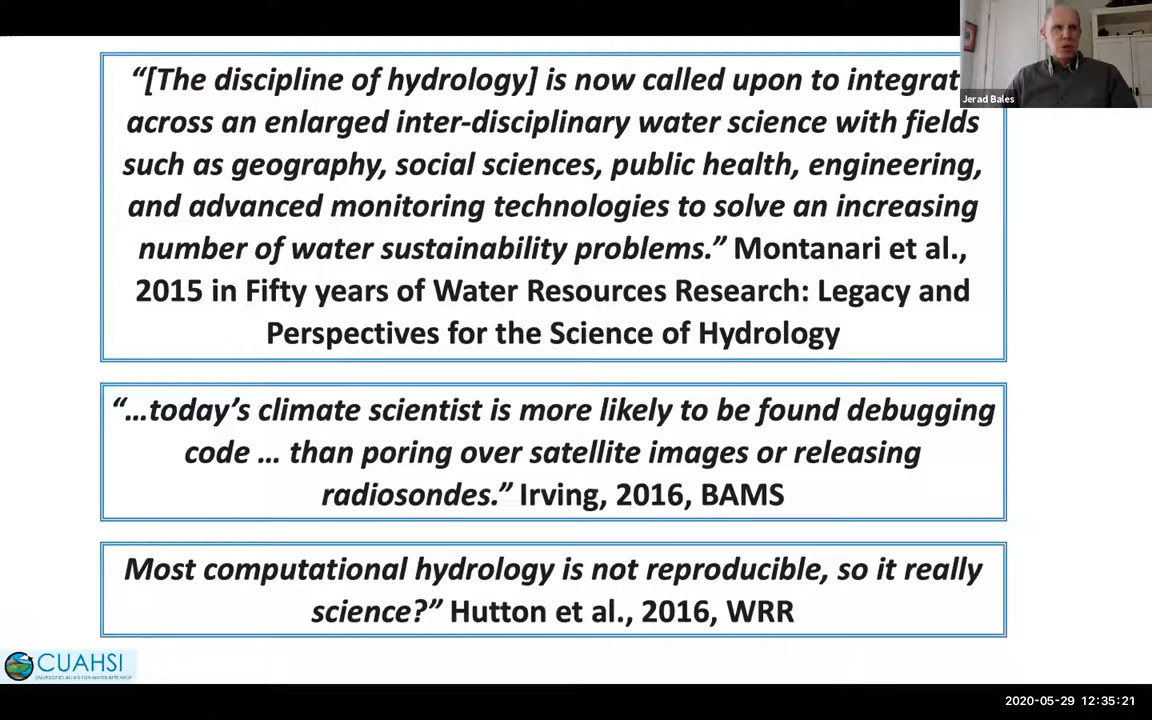 “[The discipline of hydrology] is now called upon to integrat
across an enlarged inter-disciplinary water science with fields
such as geography, social sciences, public health, engineering,
and advanced monitoring technologies to solve an increasing
number of water sustainability problems.” Montanari et al.,
2015 in Fifty years of Water Resources Research: Legacy and
Perspectives for the Science of Hydrology
Jerad Bales
“…today’s climate scientist is more likely to be found debugging
code … than poring over satellite images or releasing
radiosondes.” Irving, 2016, BAMS
Most computational hydrology is not reproducible, so it really
science?” Hutton et al., 2016, WRR
CUAHSI
UNIVERSITIES ALLIED FOR WATER RESEARCH
2020-05-29 12:35:21